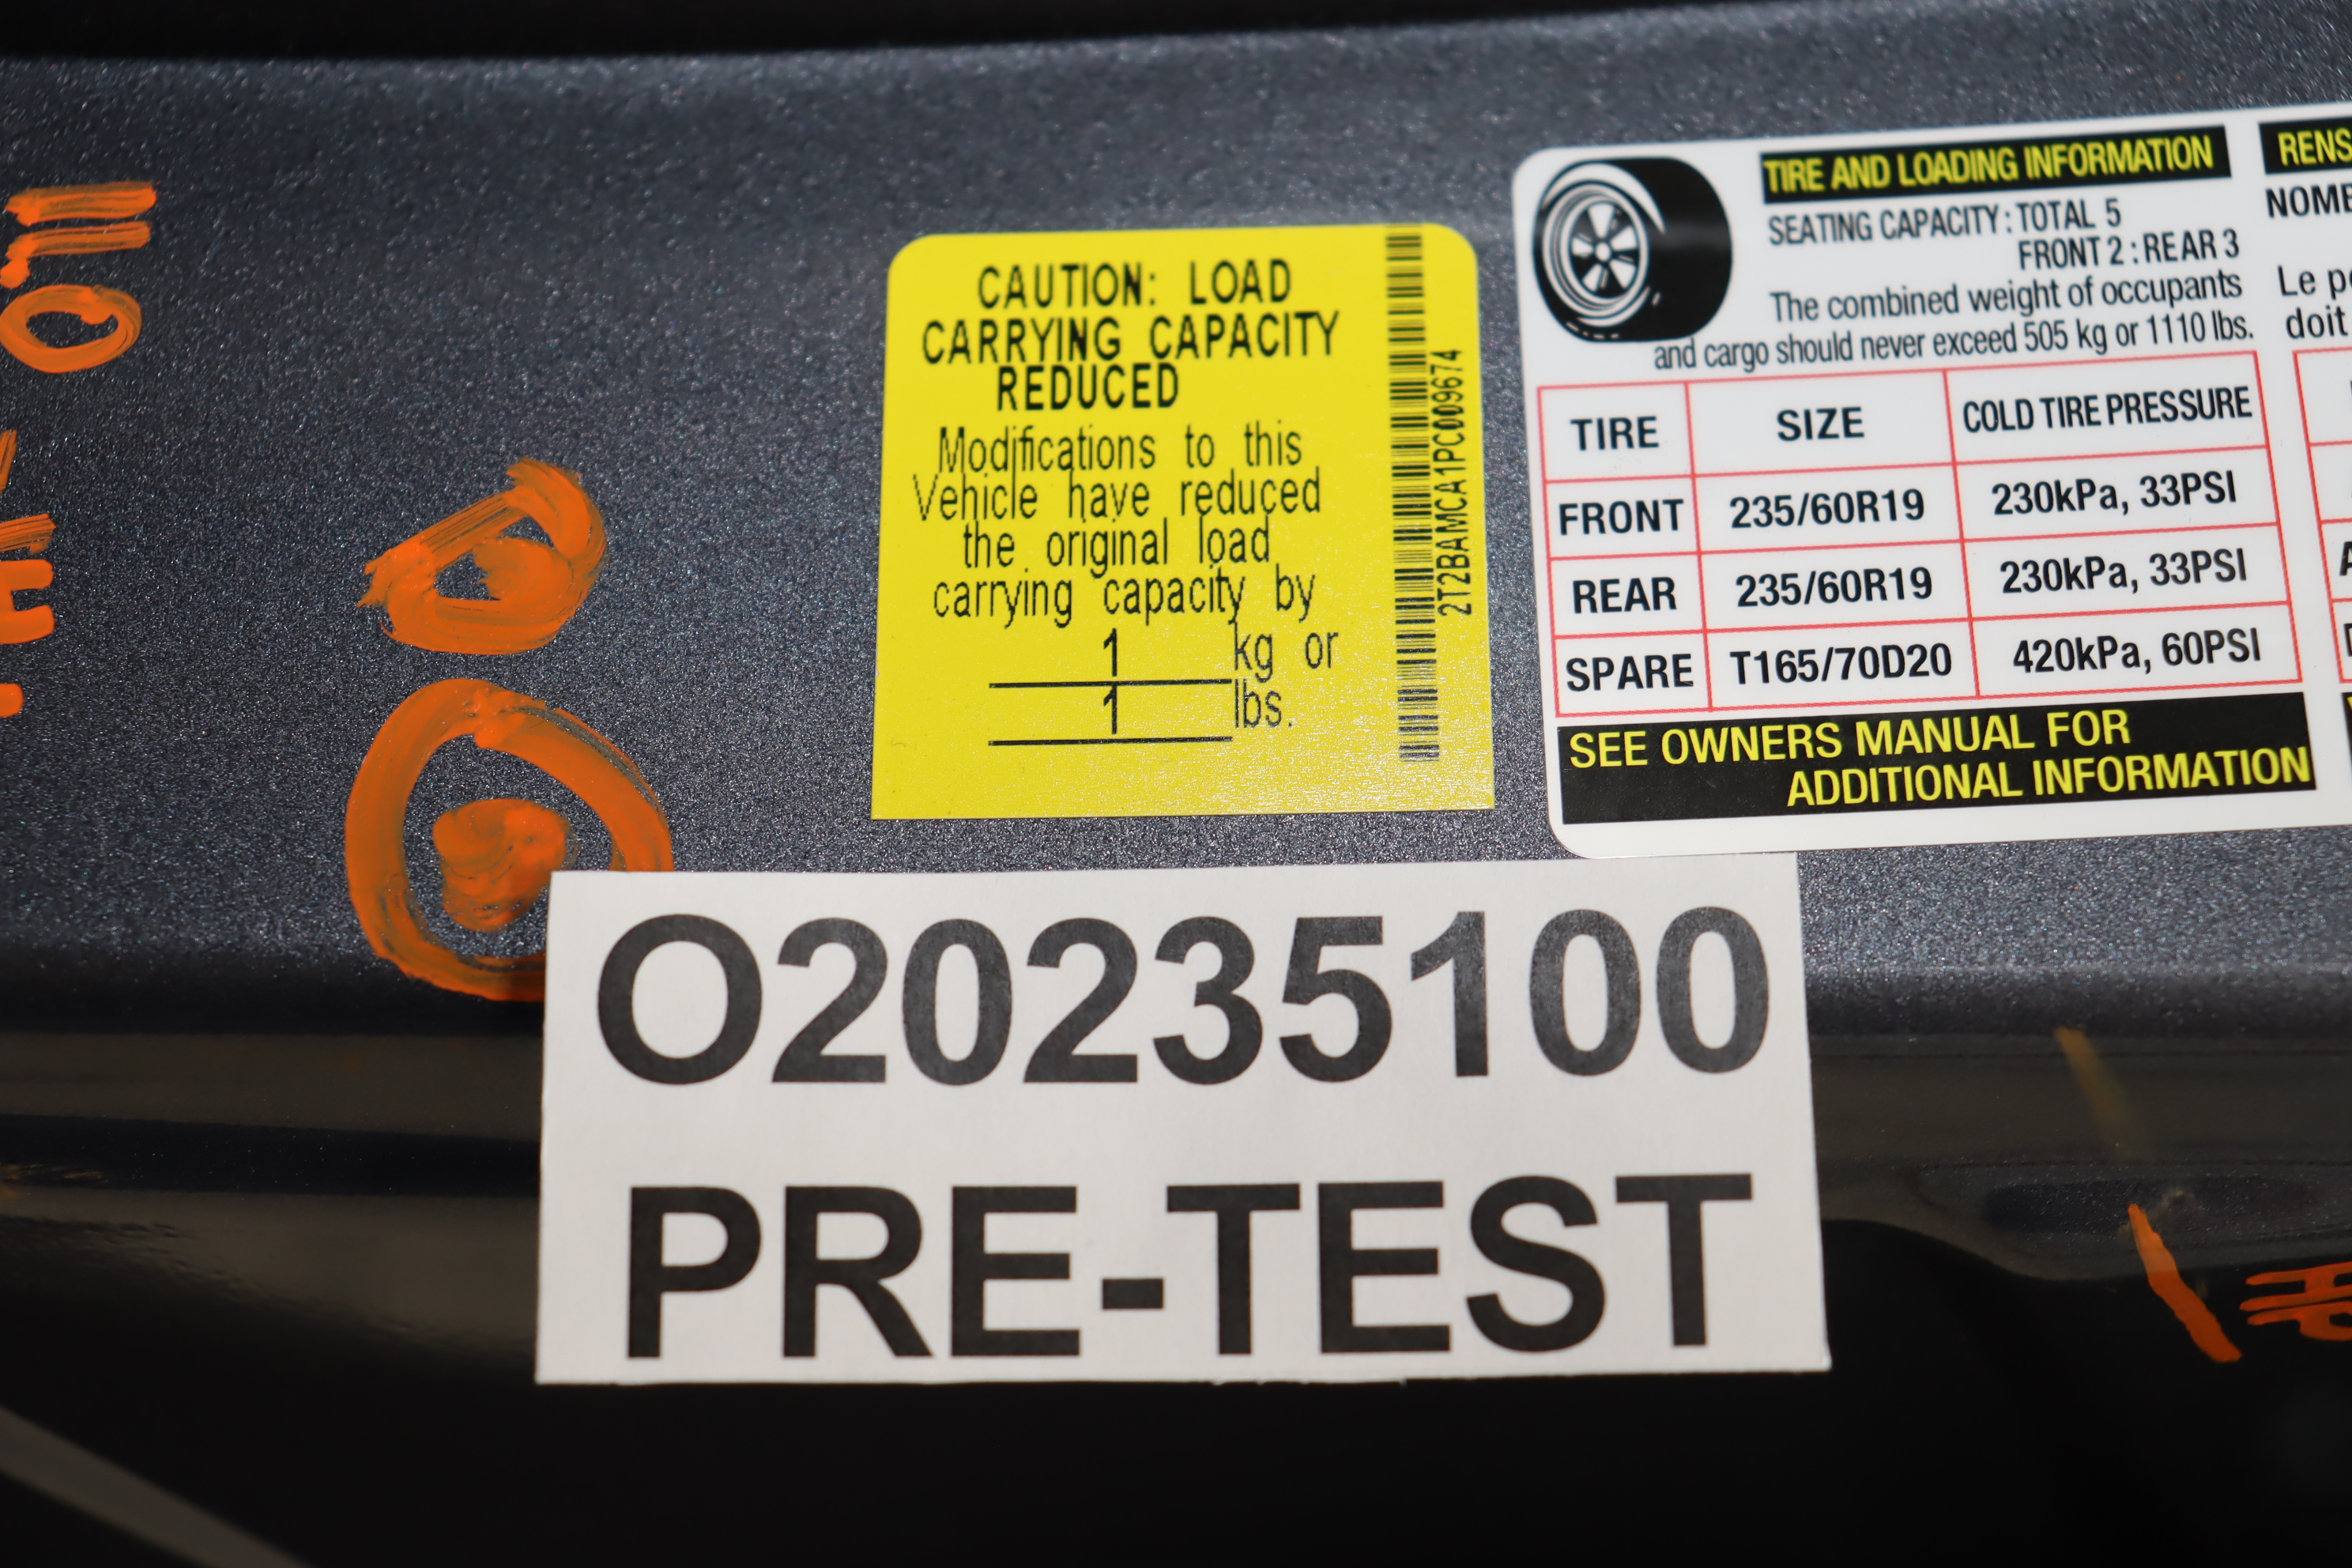 CAUTION: LOAD
CARRYING CAPACITY
REDUCED
Modifications to this
Vehicle have reduced
the original load
carrying capacity by
1 kg or
1 lbs.
2T2BAMCA1PC009674
TIRE AND LOADING INFORMATION
SEATING CAPACITY : TOTAL 5
FRONT 2 : REAR 3
The combined weight of occupants
and cargo should never exceed 505 kg or 1110 lbs.
TIRE SIZE COLD TIRE PRESSURE
FRONT 235/60R19 230kPa, 33PSI
REAR 235/60R19 230kPa, 33PSI
SPARE T165/70D20 420kPa, 60PSI
SEE OWNERS MANUAL FOR
ADDITIONAL INFORMATION
Le
doit
O20235100
PRE-TEST